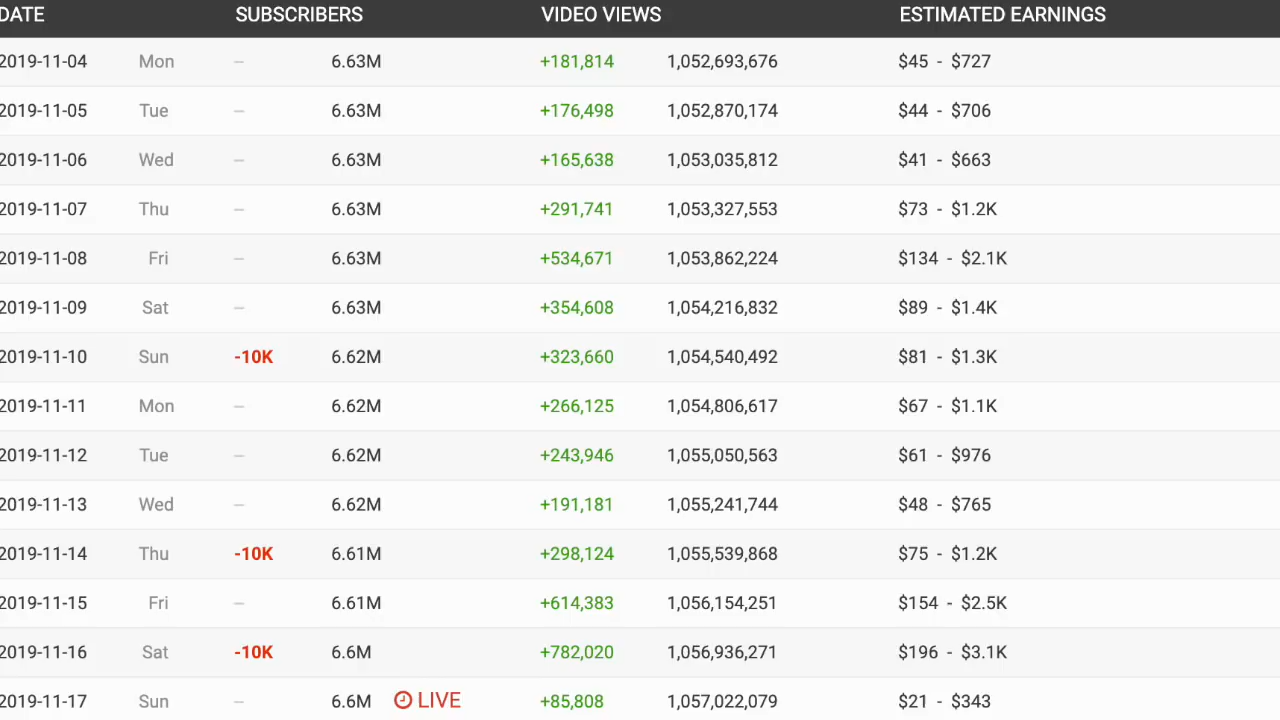 DATE SUBSCRIBERS VIDEO VIEWS ESTIMATED EARNINGS
2019-11-04 Mon -- 6.63M +181,814 1,052,693,676 $45 - $727
2019-11-05 Tue -- 6.63M +176,498 1,052,870,174 $44 - $706
2019-11-06 Wed -- 6.63M +165,638 1,053,035,812 $41 - $663
2019-11-07 Thu -- 6.63M +291,741 1,053,327,553 $73 - $1.2K
2019-11-08 Fri -- 6.63M +534,671 1,053,862,224 $134 - $2.1K
2019-11-09 Sat -- 6.63M +354,608 1,054,216,832 $89 - $1.4K
2019-11-10 Sun -10K 6.62M +323,660 1,054,540,492 $81 - $1.3K
2019-11-11 Mon -- 6.62M +266,125 1,054,806,617 $67 - $1.1K
2019-11-12 Tue -- 6.62M +243,946 1,055,050,563 $61 - $976
2019-11-13 Wed -- 6.62M +191,181 1,055,241,744 $48 - $765
2019-11-14 Thu -10K 6.61M +298,124 1,055,539,868 $75 - $1.2K
2019-11-15 Fri -- 6.61M +614,383 1,056,154,251 $154 - $2.5K
2019-11-16 Sat -10K 6.6M +782,020 1,056,936,271 $196 - $3.1K
2019-11-17 Sun -- 6.6M LIVE +85,808 1,057,022,079 $21 - $343